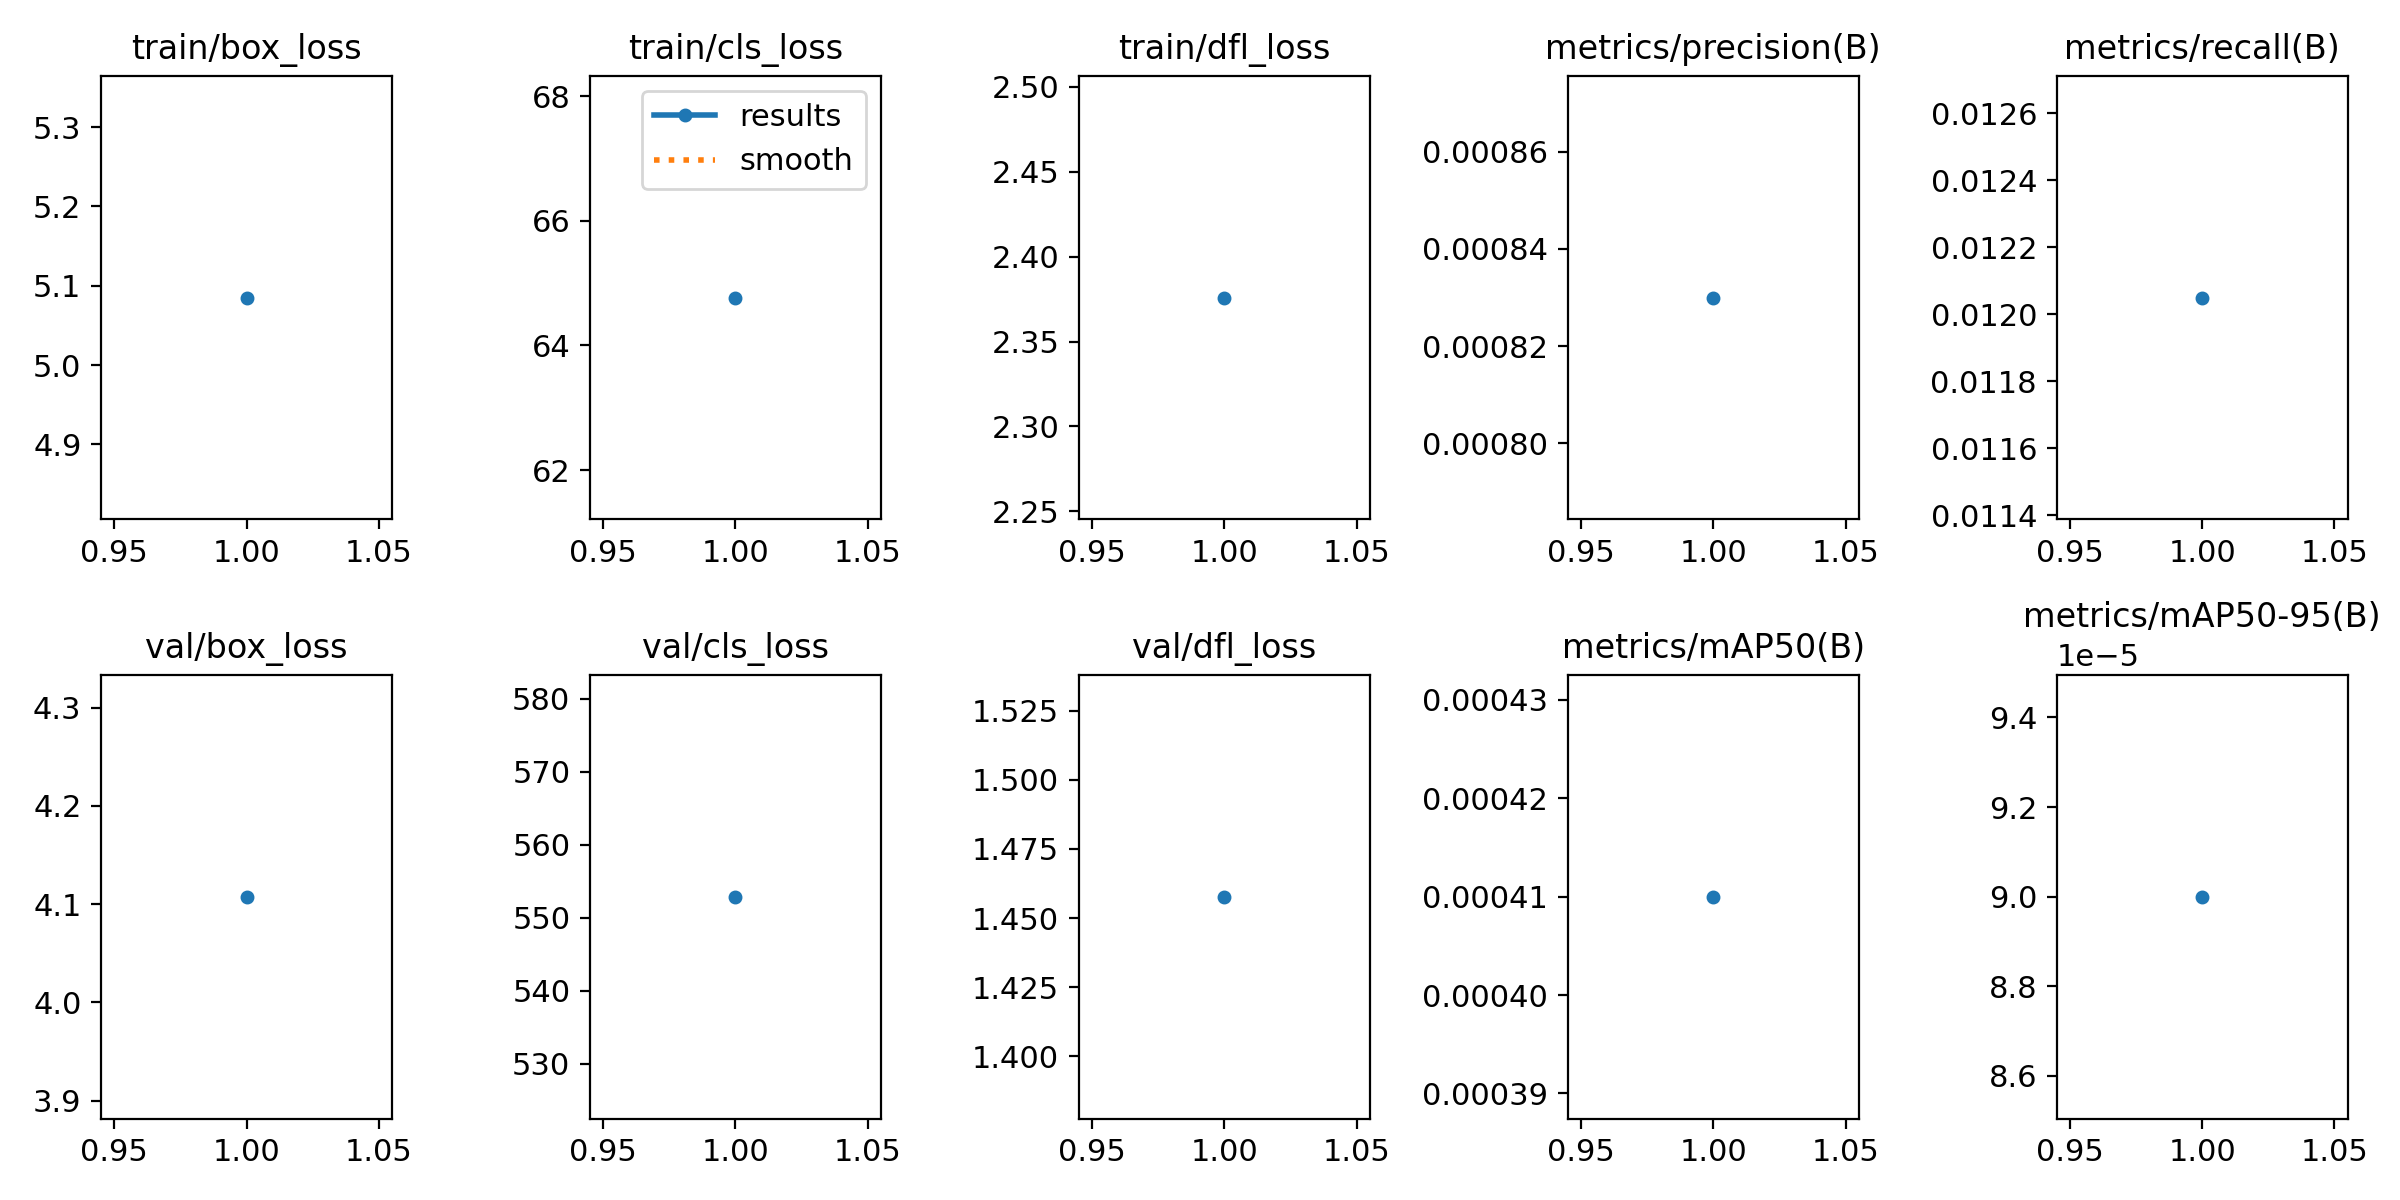 train/box_loss
5.3
5.2
5.1
5.0
4.9
0.95 1.00 1.05
train/cls_loss
68
66
64
62
results
smooth
0.95 1.00 1.05
train/dfl_loss
2.50
2.45
2.40
2.35
2.30
2.25
0.95 1.00 1.05
metrics/precision(B)
0.00086
0.00084
0.00082
0.00080
0.95 1.00 1.05
metrics/recall(B)
0.0126
0.0124
0.0122
0.0120
0.0118
0.0116
0.0114
0.95 1.00 1.05
val/box_loss
4.3
4.2
4.1
4.0
3.9
0.95 1.00 1.05
val/cls_loss
580
570
560
550
540
530
0.95 1.00 1.05
val/dfl_loss
1.525
1.500
1.475
1.450
1.425
1.400
0.95 1.00 1.05
metrics/mAP50(B)
0.00043
0.00042
0.00041
0.00040
0.00039
0.95 1.00 1.05
metrics/mAP50-95(B)
1e−5
9.4
9.2
9.0
8.8
8.6
0.95 1.00 1.05